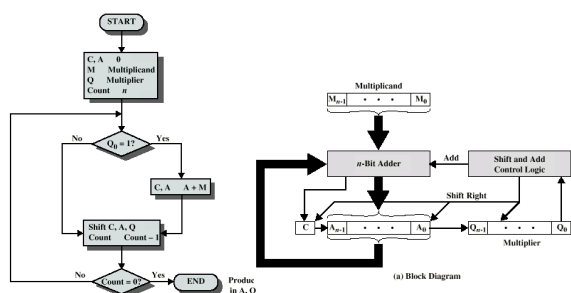 START
C, A 0
M Multiplicand
Q Multiplier
Count n
No
Q0 = 1?
Yes
C, A A + M
Shift C, A, Q
Count Count – 1
No
Count = 0?
Yes
END
Produc
in A, Q
Multiplicand
Mn-1 • • • M0
n-Bit Adder
Add
Shift and Add
Control Logic
Shift Right
C
An-1 • • • A0
Qn-1 • • • Q0
Multiplier
(a) Block Diagram